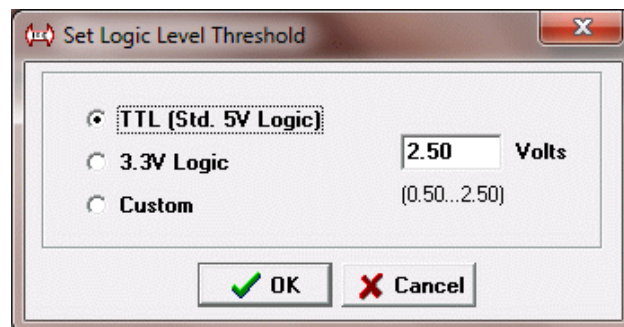 Set Logic Level Threshold
TTL (Std. 5V Logic)
3.3V Logic
Custom
2.50 Volts
(0.50...2.50)
OK
Cancel